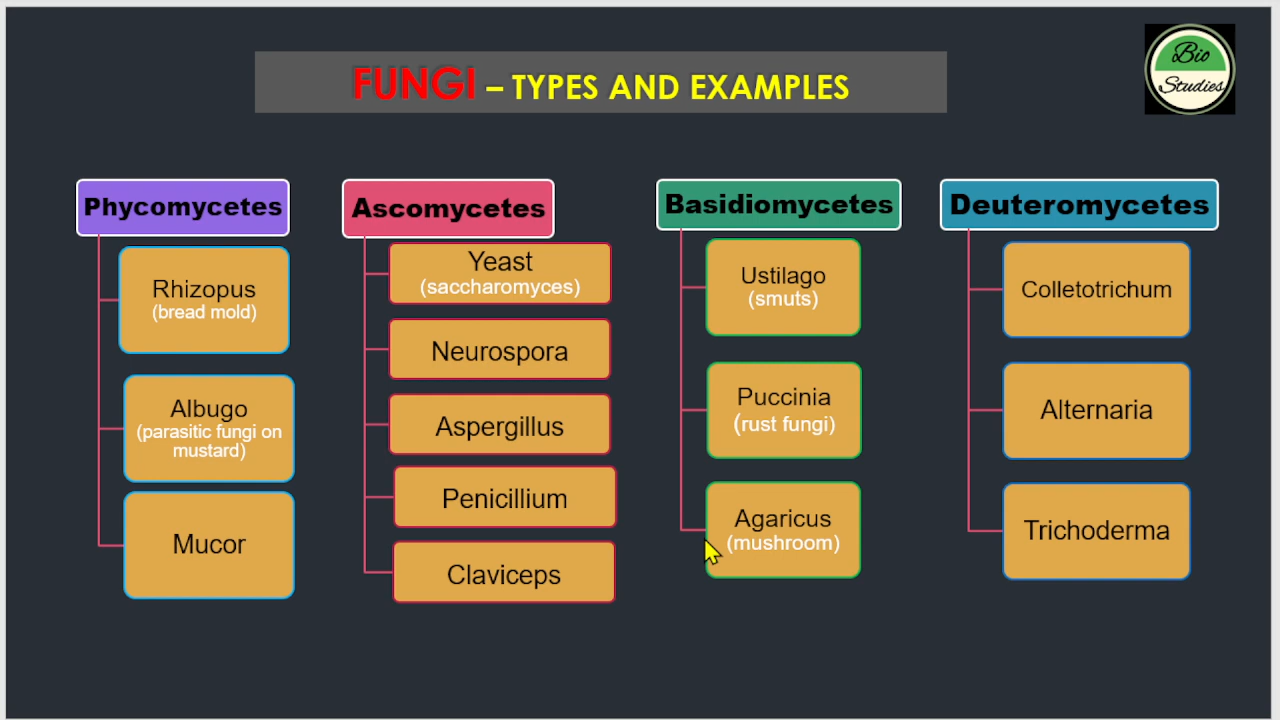 FUNGI – TYPES AND EXAMPLES
Bio
Studies
Phycomycetes
Rhizopus
(bread mold)
Albugo
(parasitic fungi on
mustard)
Mucor
Ascomycetes
Yeast
(saccharomyces)
Neurospora
Aspergillus
Penicillium
Claviceps
Basidiomycetes
Ustilago
(smuts)
Puccinia
(rust fungi)
Agaricus
(mushroom)
Deuteromycetes
Colletotrichum
Alternaria
Trichoderma